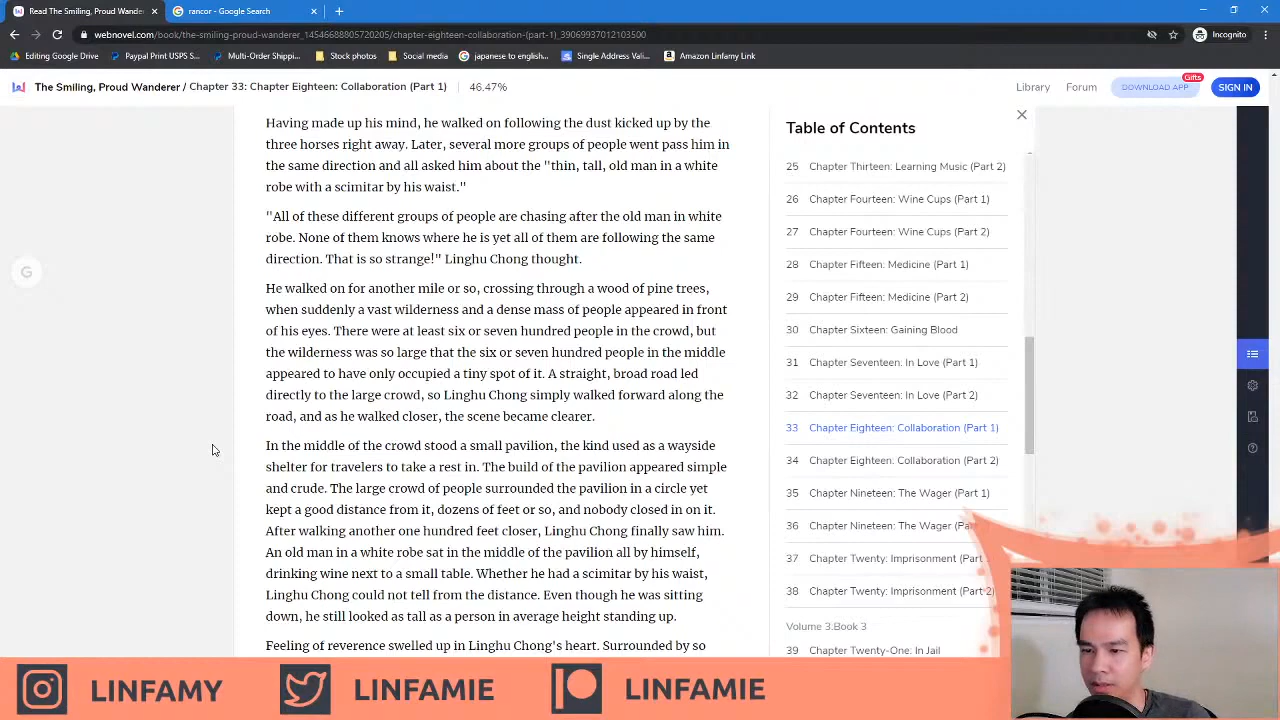 Read The Smiling, Proud Wande
rancor - Google Search
webnovel.com/book/the-smiling-proud-wanderer_14546688805720205/chapter-eighteen-collaboration-(part-1)_39069937012103500
Incognito
Editing Google Drive
Paypal Print USPS S...
Multi-Order Shippi...
Stock photos
Social media
japanese to english...
Single Address Vali...
Amazon Linfamy Link
The Smiling, Proud Wanderer / Chapter 33: Chapter Eighteen: Collaboration (Part 1)
46.47%
Library
Forum
DOWNLOAD APP
Gifts
SIGN IN
Having made up his mind, he walked on following the dust kicked up by the
three horses right away. Later, several more groups of people went pass him in
the same direction and all asked him about the "thin, tall, old man in a white
robe with a scimitar by his waist."
"All of these different groups of people are chasing after the old man in white
robe. None of them knows where he is yet all of them are following the same
direction. That is so strange!" Linghu Chong thought.
He walked on for another mile or so, crossing through a wood of pine trees,
when suddenly a vast wilderness and a dense mass of people appeared in front
of his eyes. There were at least six or seven hundred people in the crowd, but
the wilderness was so large that the six or seven hundred people in the middle
appeared to have only occupied a tiny spot of it. A straight, broad road led
directly to the large crowd, so Linghu Chong simply walked forward along the
road, and as he walked closer, the scene became clearer.
In the middle of the crowd stood a small pavilion, the kind used as a wayside
shelter for travelers to take a rest in. The build of the pavilion appeared simple
and crude. The large crowd of people surrounded the pavilion in a circle yet
kept a good distance from it, dozens of feet or so, and nobody closed in on it.
After walking another one hundred feet closer, Linghu Chong finally saw him.
An old man in a white robe sat in the middle of the pavilion all by himself,
drinking wine next to a small table. Whether he had a scimitar by his waist,
Linghu Chong could not tell from the distance. Even though he was sitting
down, he still looked as tall as a person in average height standing up.
Feeling of reverence swelled up in Linghu Chong's heart. Surrounded by so
Table of Contents
25 Chapter Thirteen: Learning Music (Part 2)
26 Chapter Fourteen: Wine Cups (Part 1)
27 Chapter Fourteen: Wine Cups (Part 2)
28 Chapter Fifteen: Medicine (Part 1)
29 Chapter Fifteen: Medicine (Part 2)
30 Chapter Sixteen: Gaining Blood
31 Chapter Seventeen: In Love (Part 1)
32 Chapter Seventeen: In Love (Part 2)
33 Chapter Eighteen: Collaboration (Part 1)
34 Chapter Eighteen: Collaboration (Part 2)
35 Chapter Nineteen: The Wager (Part 1)
36 Chapter Nineteen: The Wager (Pa
37 Chapter Twenty: Imprisonment (Part
38 Chapter Twenty: Imprisonment (Part 2)
Volume 3:Book 3
39 Chapter Twenty-One: In Jail
G
LINFAMY
LINFAMIE
LINFAMIE